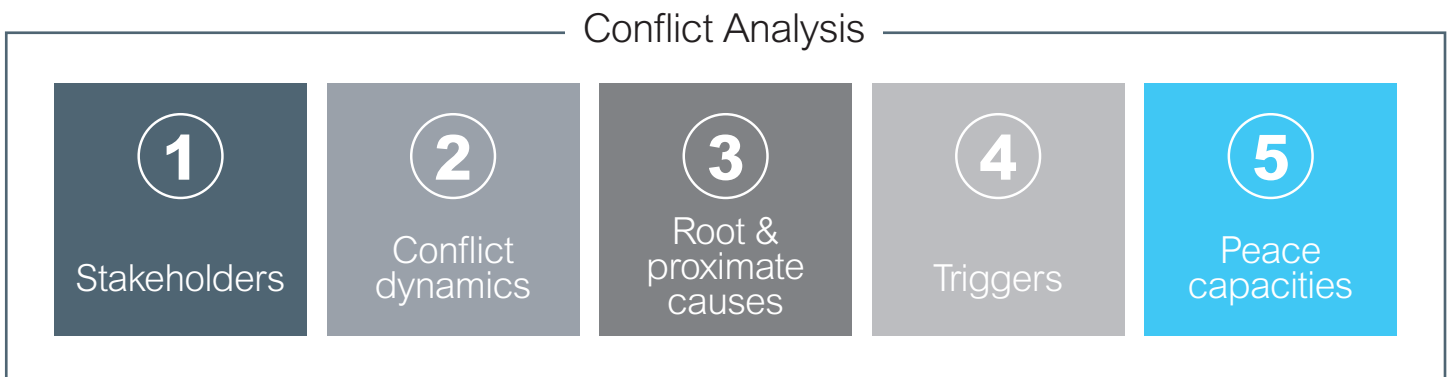 Conflict Analysis
1
Stakeholders
2
Conflict
dynamics
3
Root &
proximate
causes
4
Triggers
5
Peace
capacities